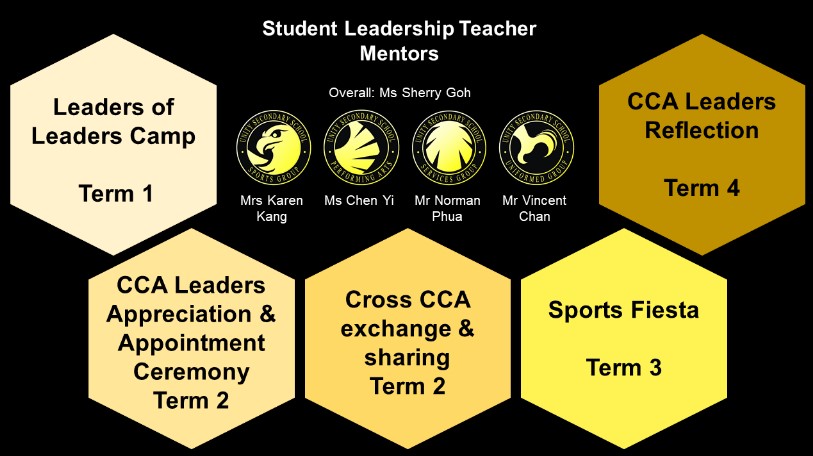 Student Leadership Teacher
Mentors
Overall: Ms Sherry Goh
UNITY SECONDARY SCHOOL
SPORTS GROUP
UNITY SECONDARY SCHOOL
PERFORMING ARTS
UNITY SECONDARY SCHOOL
SERVICES GROUP
UNITY SECONDARY SCHOOL
UNIFORMED GROUP
Mrs Karen
Kang
Ms Chen Yi
Mr Norman
Phua
Mr Vincent
Chan
Leaders of
Leaders Camp
Term 1
CCA Leaders
Appreciation &
Appointment
Ceremony
Term 2
Cross CCA
exchange &
sharing
Term 2
Sports Fiesta
Term 3
CCA Leaders
Reflection
Term 4